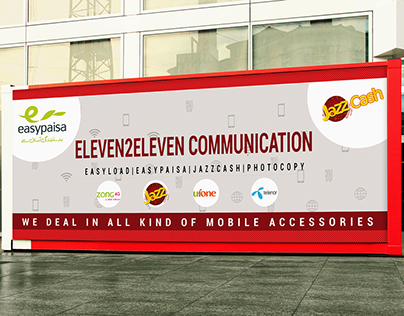 easypaisa
JazzCash
ELEVEN2ELEVEN COMMUNICATION
EASYLOAD|EASYPAISA|JAZZCASH|PHOTOCOPY
zong 4G
Jazz
ufone
telenor
WE DEAL IN ALL KIND OF MOBILE ACCESSORIES